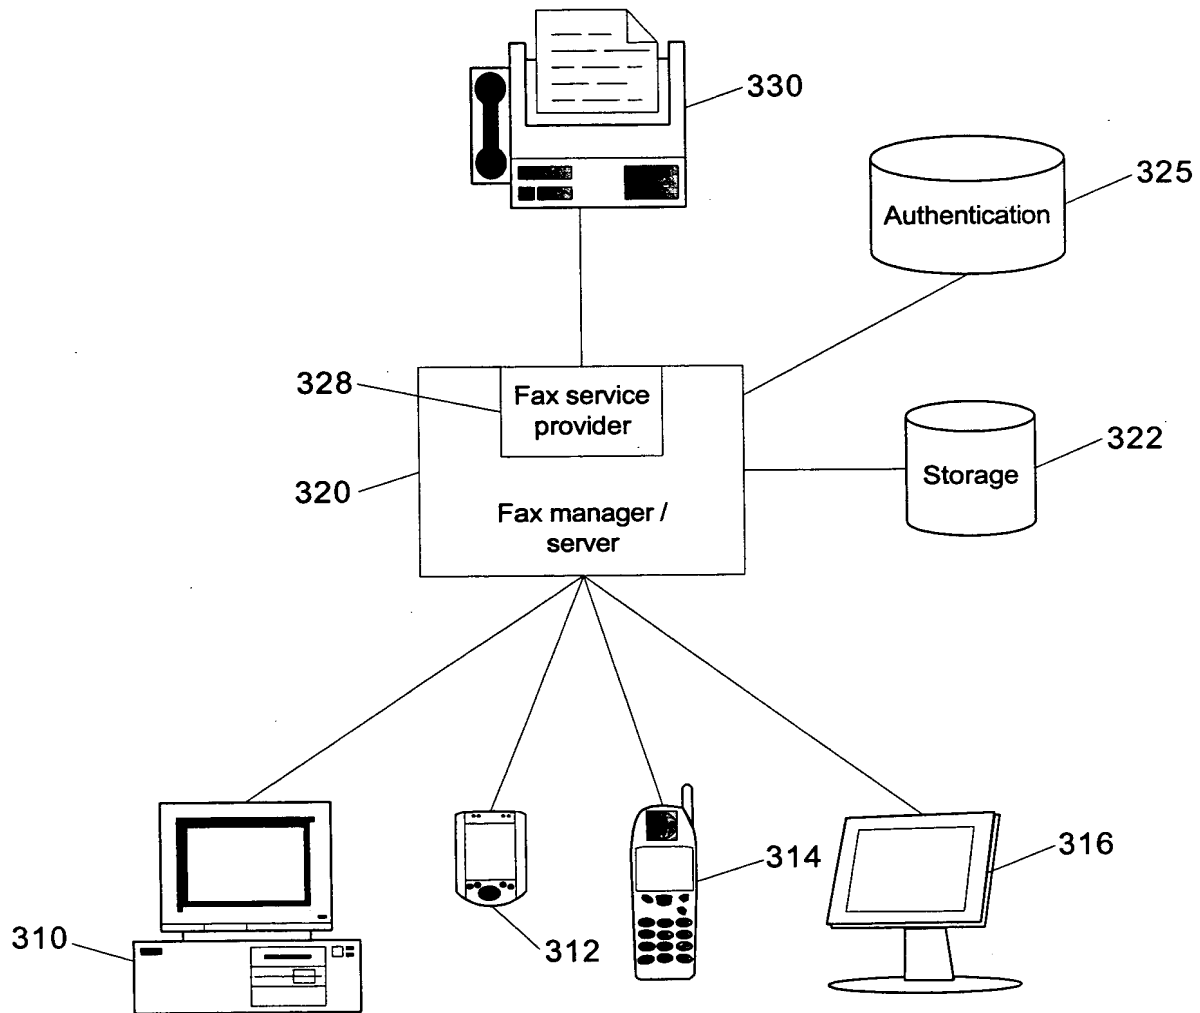 330
325
Authentication
328
Fax service
provider
322
Storage
320
Fax manager /
server
314
316
310
312